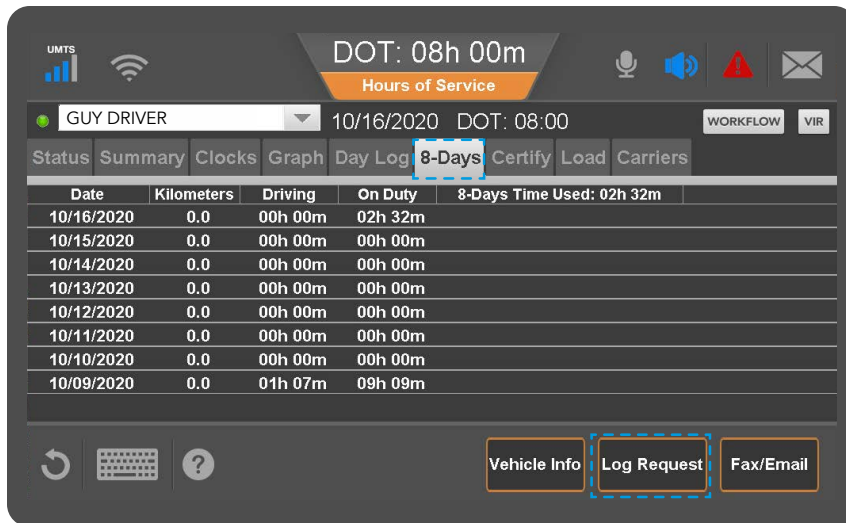 UMTS
DOT: 08h 00m
Hours of Service
GUY DRIVER
10/16/2020 DOT: 08:00
WORKFLOW
VIR
Status Summary Clocks Graph Day Log 8-Days Certify Load Carriers
Date Kilometers Driving On Duty 8-Days Time Used: 02h 32m
10/16/2020 0.0 00h 00m 02h 32m
10/15/2020 0.0 00h 00m 00h 00m
10/14/2020 0.0 00h 00m 00h 00m
10/13/2020 0.0 00h 00m 00h 00m
10/12/2020 0.0 00h 00m 00h 00m
10/11/2020 0.0 00h 00m 00h 00m
10/10/2020 0.0 00h 00m 00h 00m
10/09/2020 0.0 01h 07m 09h 09m
?
Vehicle Info
Log Request
Fax/Email